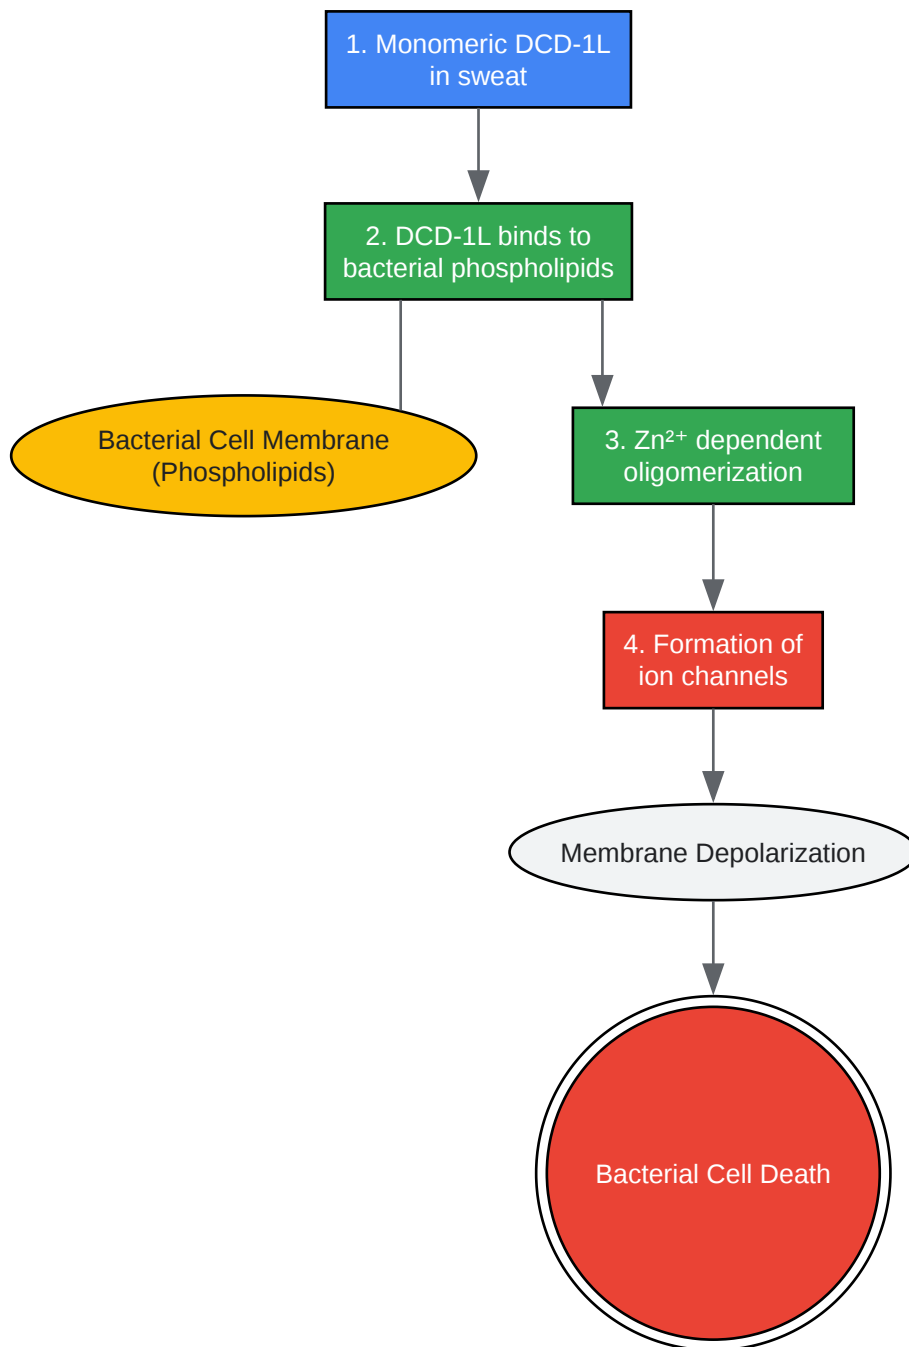 1. Monomeric DCD-1L
in sweat
2. DCD-1L binds to
bacterial phospholipids
Bacterial Cell Membrane
(Phospholipids)
3. Zn²⁺ dependent
oligomerization
4. Formation of
ion channels
Membrane Depolarization
Bacterial Cell Death